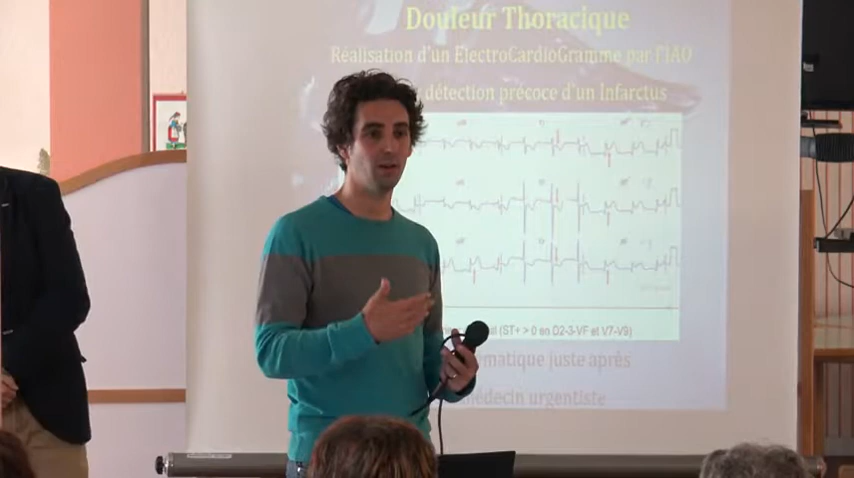 Douleur Thoracique
Réalisation d'un ElectroCardioGramme par l'IAO
détection précoce d'un Infarctus
(ST+ > 0 en D2-3-VF et V7-V9)
juste après
médecin urgentiste